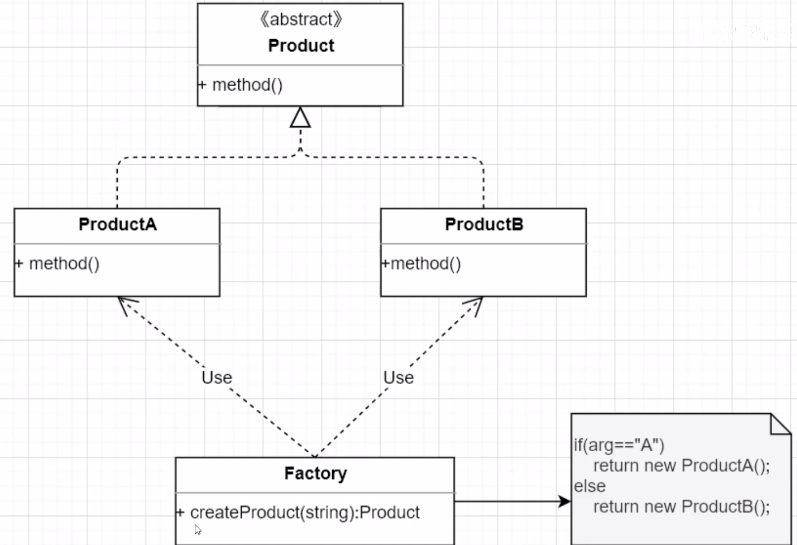 《abstract》
Product
+ method()
ProductA
+ method()
ProductB
+method()
Use
Use
Factory
+ createProduct(string):Product
if(arg=="A")
return new ProductA();
else
return new ProductB();